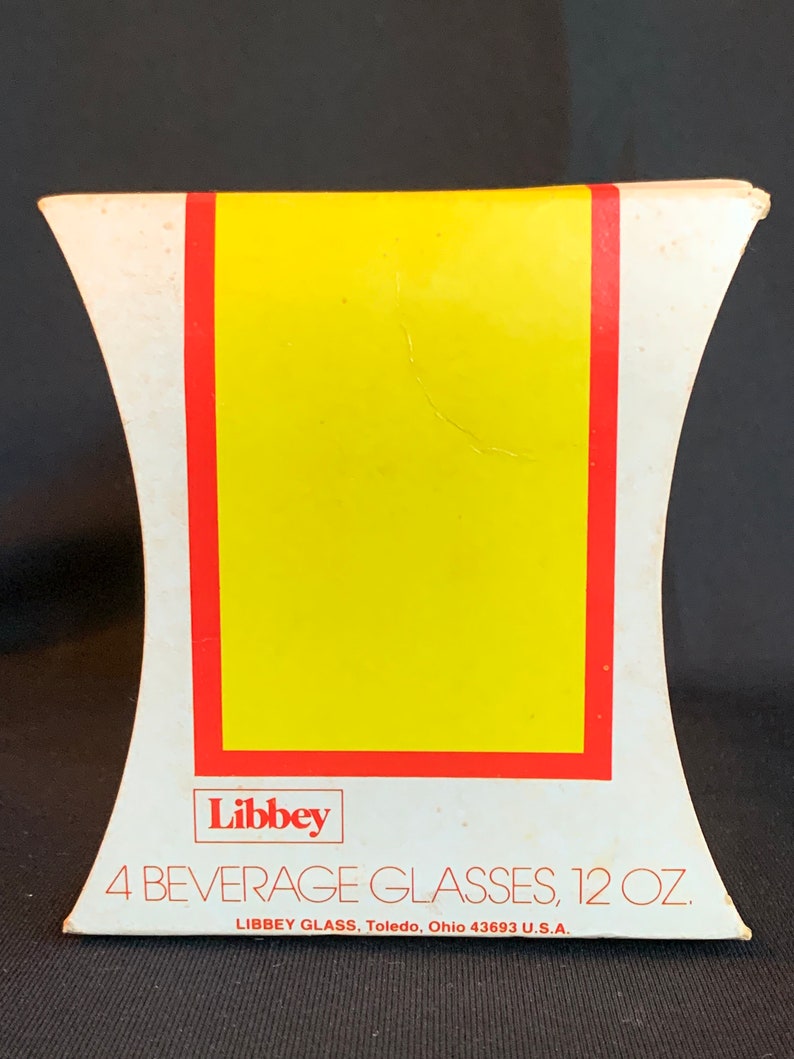 Libbey
4 BEVERAGE GLASSES, 12 OZ.
LIBBEY GLASS, Toledo, Ohio 43693 U.S.A.